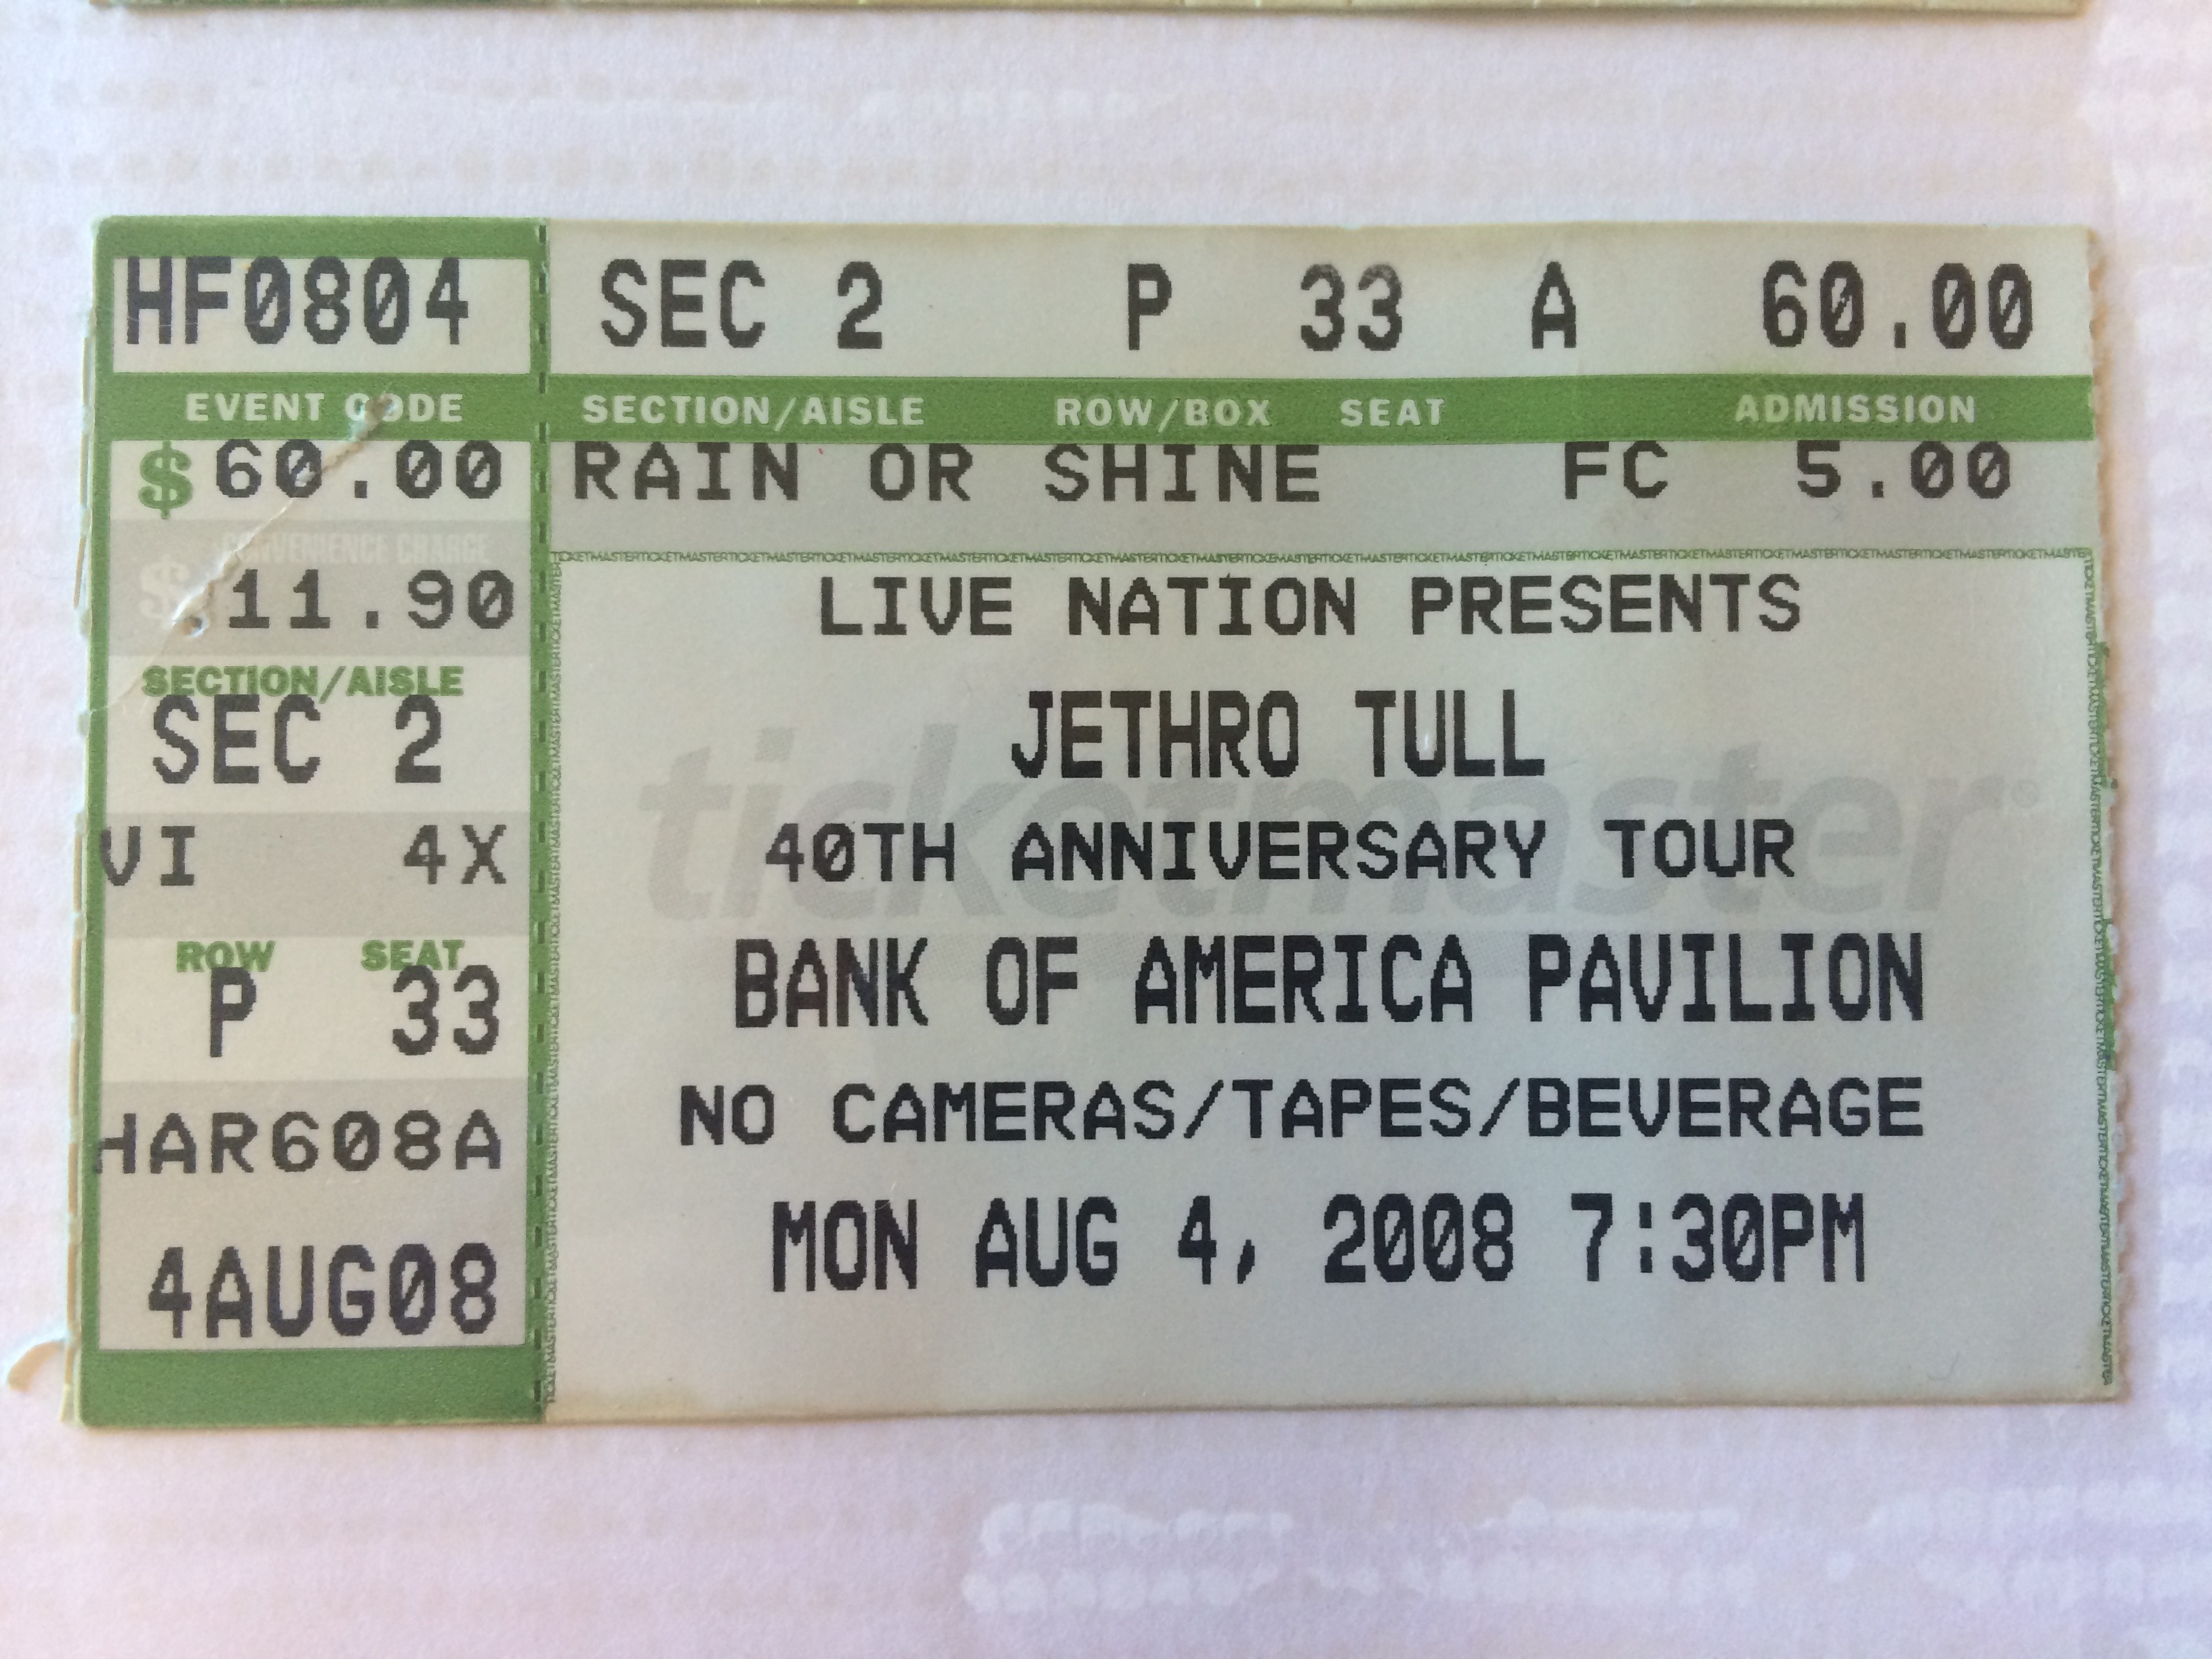 HF0804
EVENT CODE
$ 60.00
CONVENIENCE CHARGE
$ 11.90
SECTION/AISLE
SEC 2
VI 4X
ROW SEAT
P 33
HAR608A
4AUG08
SEC 2 P 33 A 60.00
SECTION/AISLE ROW/BOX SEAT ADMISSION
RAIN OR SHINE FC 5.00
LIVE NATION PRESENTS
JETHRO TULL
ticketmaster®
40TH ANNIVERSARY TOUR
BANK OF AMERICA PAVILION
NO CAMERAS/TAPES/BEVERAGE
MON AUG 4, 2008 7:30PM